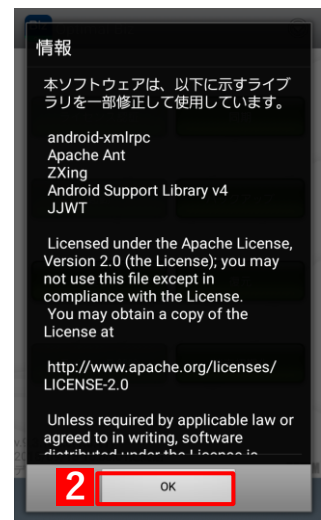 情報
本ソフトウェアは、以下に示すライブ
ラリを一部修正して使用しています。
android-xmlrpc
Apache Ant
ZXing
Android Support Library v4
JJWT
Licensed under the Apache License,
Version 2.0 (the License); you may
not use this file except in
compliance with the License.
You may obtain a copy of the
License at
http://www.apache.org/licenses/
LICENSE-2.0
Unless required by applicable law or
agreed to in writing, software
distributed under the License is
2
OK